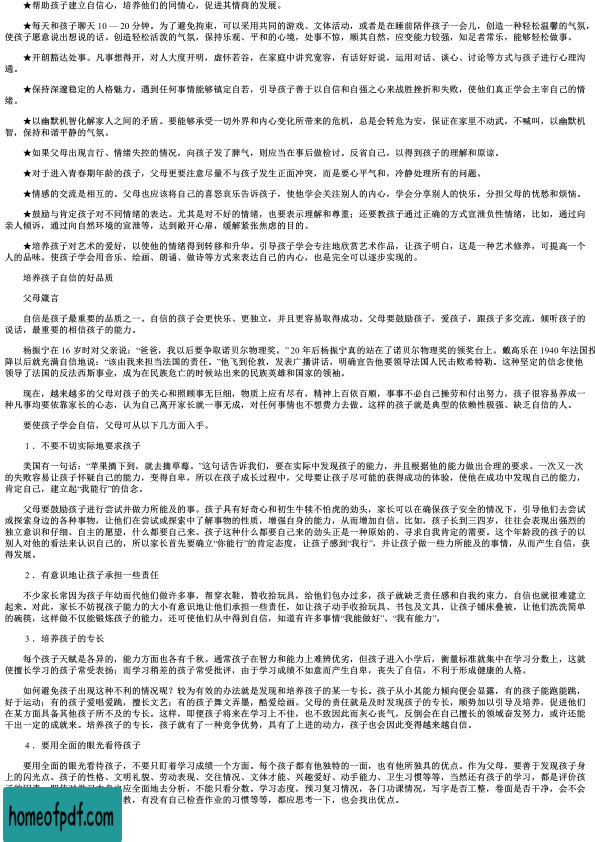 ★帮助孩子建立自信心，培养他们的同情心，促进其情商的发展。
★每天和孩子聊天 10 — 20 分钟。为了避免拘束，可以采用共同的游戏、文体活动，或者是在睡前陪伴孩子一会儿，创造一种轻松温馨的气氛，
使孩子愿意说出想说的话。创造轻松活泼的气氛，保持乐观、平和的心境，处事不惊，顺其自然，应变能力较强，知足者常乐，能够轻松做事。
★开朗豁达处事。凡事想得开，对人大度开明，虚怀若谷，在家庭中讲究宽容，有话好好说，运用对话、谈心、讨论等方式与孩子进行心理沟
通。
★保持深邃稳定的人格魅力。遇到任何事情能够镇定自若，引导孩子善于以自信和自强之心来战胜挫折和失败，使他们真正学会主宰自己的情
绪。
★以幽默机智化解家人之间的矛盾。要能够承受一切外界和内心变化所带来的危机，总是会转危为安，保证在家里不动武，不喊叫，以幽默机
智，保持和谐平静的气氛。
★如果父母出现言行、情绪失控的情况，向孩子发了脾气，则应当在事后做检讨。反省自己，以得到孩子的理解和原谅。
★对于进入青春期年龄的孩子，父母更要注意尽量不与孩子发生正面冲突，而是要心平气和，冷静处理所有的问题。
★情感的交流是相互的。父母也应该将自己的喜怒哀乐告诉孩子，使他学会关注别人的内心，学会分享别人的快乐，分担父母的忧愁和烦恼。
★鼓励与肯定孩子对不同情绪的表达。尤其是对不好的情绪，也要表示理解和尊重；还要教孩子通过正确的方式宣泄负性情绪，比如，通过向
亲人倾诉，通过向自然环境的宣泄等，达到敞开心扉，缓解紧张焦虑的目的。
★培养孩子对艺术的爱好，以使他的情绪得到转移和升华。引导孩子学会专注地欣赏艺术作品，让孩子明白，这是一种艺术修养，可提高一个
人的品味。使孩子学会用音乐、绘画、朗诵、做诗等方式来表达自己的内心，也是完全可以逐步实现的。
培养孩子自信的好品质
父母箴言
自信是孩子最重要的品质之一。自信的孩子会更快乐、更独立，并且更容易取得成功。父母要鼓励孩子，爱孩子，跟孩子多交流，倾听孩子的
说话，最重要的相信孩子的能力。
杨振宁在 16 岁时对父亲说：“爸爸，我以后要争取诺贝尔物理奖。” 20 年后杨振宁真的站在了诺贝尔物理奖的领奖台上。戴高乐在 1940 年法国投
降以后就充满自信地说：“该由我来担当法国的责任。”他飞到伦敦，发表广播讲话，明确宣告他要领导法国人民击败希特勒。这种坚定的信念使他
领导了法国的反法西斯事业，成为在民族危亡的时候站出来的民族英雄和国家的领袖。
现在，越来越多的父母对孩子的关心和照顾事无巨细，物质上应有尽有，精神上百依百顺，事事不必自己操劳和付出努力，孩子很容易养成一
种凡事均要依靠家长的心态，认为自己离开家长就一事无成，对任何事情也不想费力去做。这样的孩子就是典型的依赖性极强、缺乏自信的人。
要使孩子学会自信，父母可从以下几方面入手。
1 ．不要不切实际地要求孩子
美国有一句话：“苹果摘下到，就去摘草莓。”这句话告诉我们，要在实际中发现孩子的能力，并且根据他的能力做出合理的要求。一次又一次
的失败容易让孩子怀疑自己的能力，变得自卑，所以在孩子成长过程中，父母要让孩子尽可能的获得成功的体验，使他在成功中发现自己的能力，
肯定自己，建立起“我能行”的信念。
父母要鼓励孩子进行尝试并做力所能及的事。孩子具有好奇心和初生牛犊不怕虎的劲头，家长可以在确保孩子安全的情况下，引导他们去尝试
或探索身边的各种事物，让他们在尝试或探索中了解事物的性质，增强自身的能力，从而增加自信。比如，孩子长到三四岁，往往会表现出强烈的
独立意识和仔细、自主的愿望，什么都要自己来。孩子这种什么都要自己来的劲头正是一种原始的、寻求自我肯定的需要。这个年龄段的孩子的以
别人对他的看法来认识自己的，所以家长首先要确立“你能行”的肯定态度，让孩子感到“我行”，并让孩子做一些力所能及的事情，从而产生自信，获
得发展。
2 ．有意识地让孩子承担一些责任
不少家长常因为孩子年幼而代他们做许多事，帮穿衣鞋，替收拾玩具，给他们包办过多，孩子就缺乏责任感和自我约束力，自信也就很难建立
起来。对此，家长不妨视孩子能力的大小有意识地让他们承担一些责任，如让孩子动手收拾玩具、书包及文具，让孩子铺床叠被，让他们洗洗简单
的碗筷，这样做不仅能锻炼孩子的能力，还可使他们从中得到自信，知道有许多事情“我能做好”、“我有能力”。
3 ．培养孩子的专长
每个孩子天赋是各异的，能力方面也各有千秋。通常孩子在智力和能力上难辨优劣，但孩子进入小学后，衡量标准就集中在学习分数上，这就
使擅长学习的孩子常受表扬；而学习稍差的孩子常受批评，由于学习成绩不如意而产生自卑，丧失了自信，不利于形成健康的人格。
如何避免孩子出现这种不利的情况呢？较为有效的办法就是发现和培养孩子的某一专长。孩子从小其能力倾向便会显露，有的孩子能跑能跳，
好于运动；有的孩子爱唱爱跳，擅长文艺；有的孩子舞文弄墨，酷爱绘画。父母的责任就是及时发现孩子的专长，顺势加以引导及培养，促进他们
在某方面具备其他孩子所不及的专长。这样，即便孩子将来在学习上不佳，也不致因此而灰心丧气，反倒会在自己擅长的领域奋发努力，或许还能
干出一定的成就来。培养孩子的专长，孩子就有了一种竞争优势，具有了上进的动力，孩子也会因此变得越来越自信。
4 ．要用全面的眼光看待孩子
要用全面的眼光看待孩子，不要只盯着学习成绩一个方面。每个孩子都有他独特的一面，也有他所独具的优点。作为父母，要善于发现孩子身
上的闪光点。孩子的性格、文明礼貌、劳动表现、交往情况、文体才能、兴趣爱好、动手能力、卫生习惯等等，当然还有孩子的学习，都是评价孩
应全面地去分析，不能只看分数。学习态度，预习复习情况，各门功课情况，写字是否工整，卷面是否干净，会不会
教，有没有自己检查作业的习惯等等，都应思考一下，也会找出优点。
homeofpdf.com